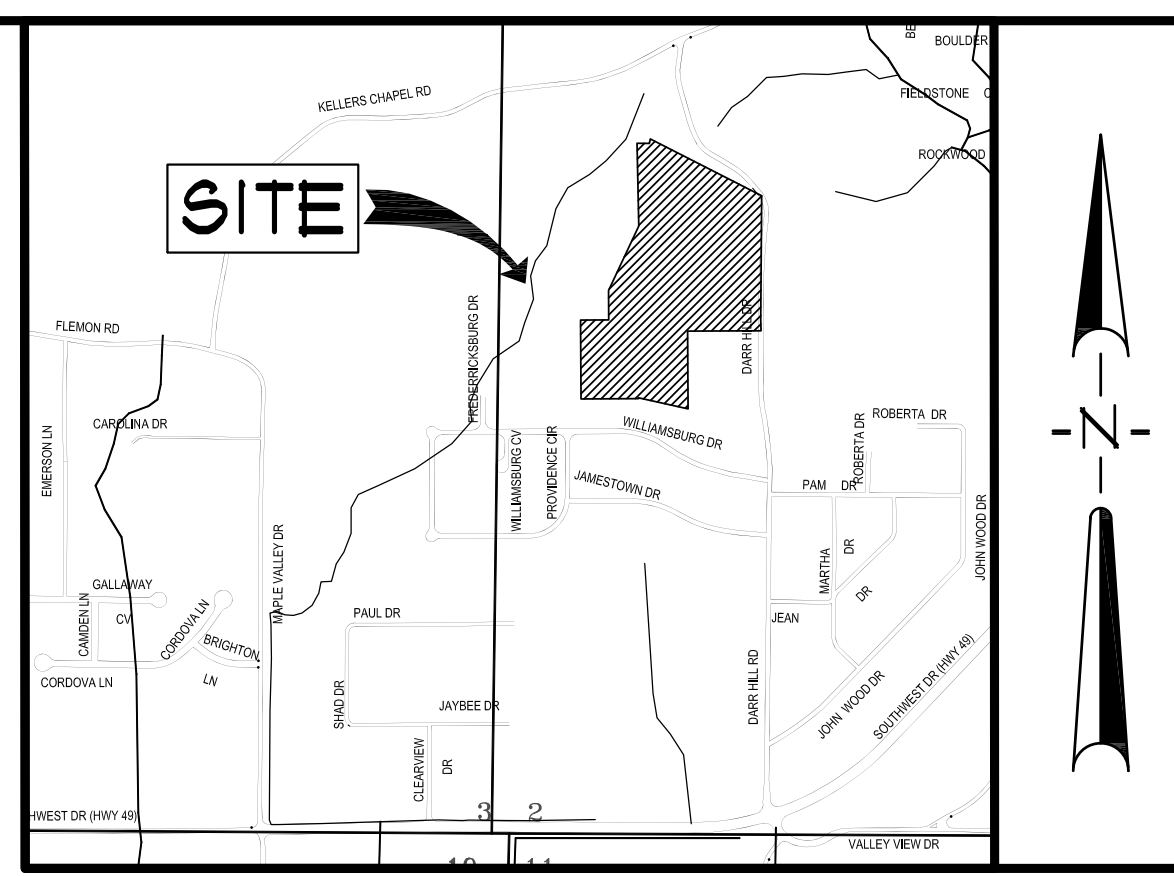 BOULDER
KELLERS CHAPEL RD
FIELDSTONE
ROCKWOOD
SITE
FLEMON RD
FREDERRICKSBURG DR
DARR HILL DR
CAROLINA DR
EMERSON LN
WILLIAMSBURG DR
ROBERTA DR
ROBERTA DR
WILLIAMSBURG CV
PROVIDENCE CIR
JAMESTOWN DR
PAM DR
N
MAPLE VALLEY DR
JOHN WOOD DR
MARTHA DR
GALLAWAY CV
CAMDEN LN
CORDOVA LN
BRIGHTON LN
PAUL DR
JEAN DR
CORDOVA LN
SHAD DR
JAYBEE DR
DARR HILL RD
JOHN WOOD DR
SOUTHWEST DR (HWY 49)
CLEARVIEW DR
3 2
HWEST DR (HWY 49)
VALLEY VIEW DR